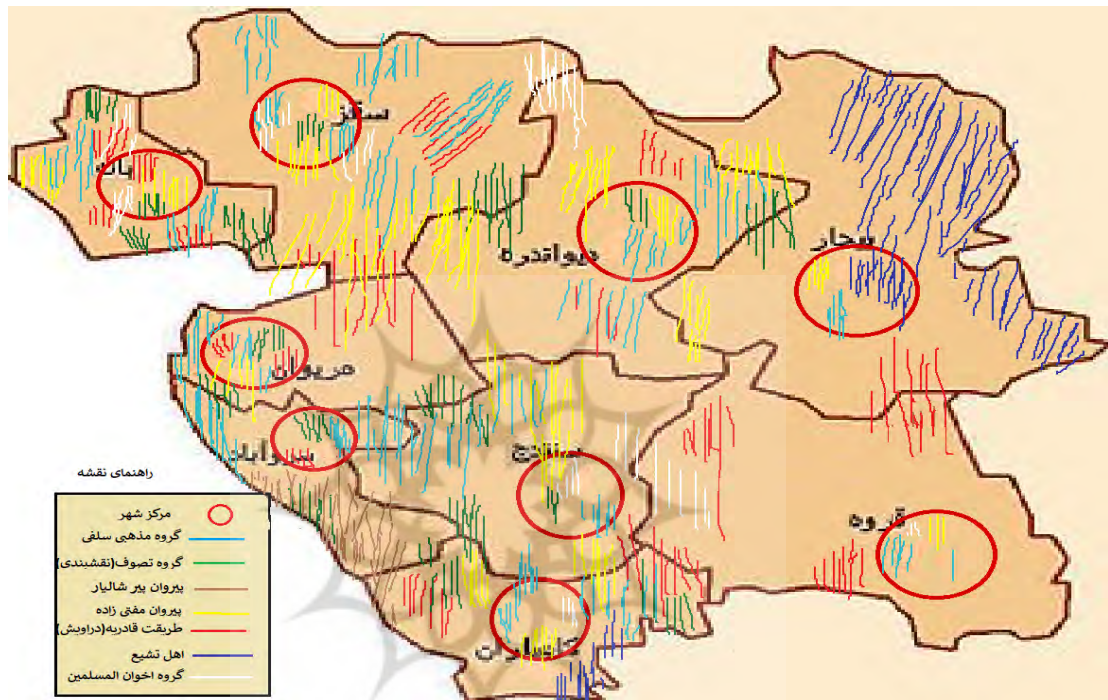 سقز
بانه
دیواندره
بیجار
مریوان
سروآباد
سنندج
قروه
کامیاران
راهنمای نقشه
مرکز شهر
گروه مذهبی سلفی
گروه تصوف(نقشبندی)
پیروان پیر شالیار
پیروان مفتی زاده
طریقت قادریه(دراویش)
اهل تشیع
گروه اخوان المسلمین